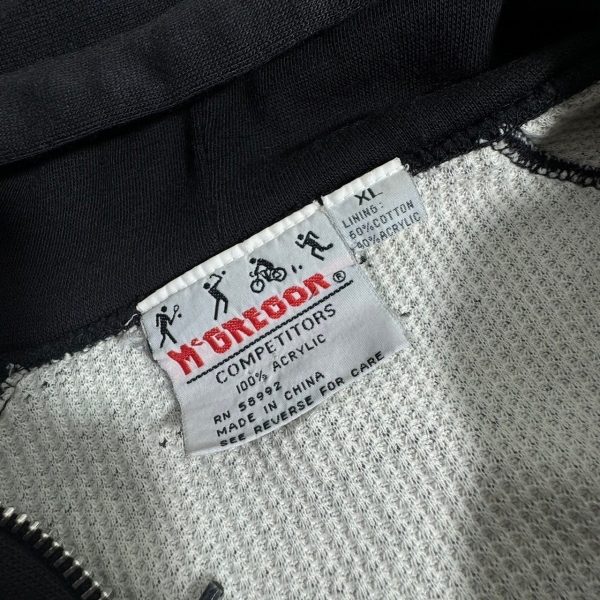 McGREGOR®
COMPETITORS
100% ACRYLIC
RN 58992
MADE IN CHINA
SEE REVERSE FOR CARE
XL
LINING:
60%COTTON
40%ACRYLIC